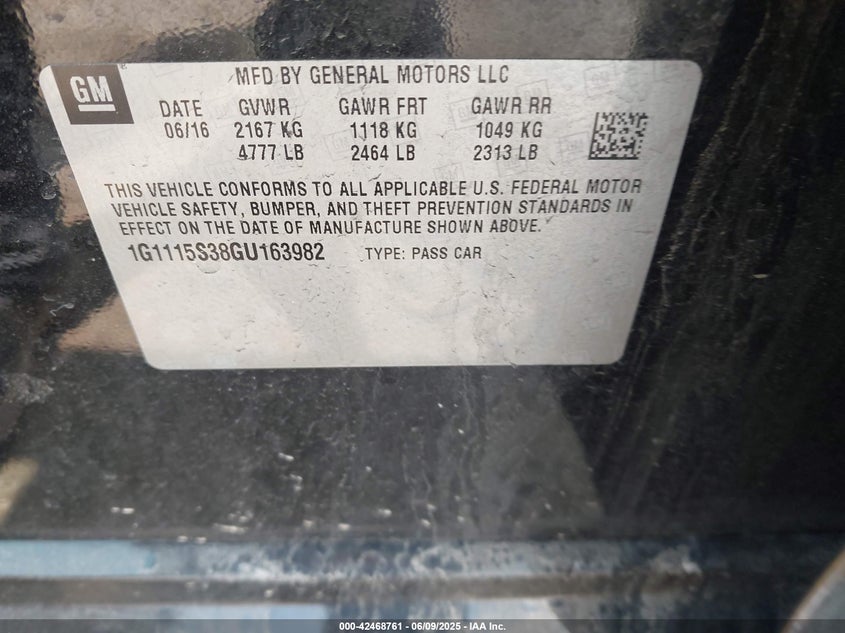 GM
MFD BY GENERAL MOTORS LLC
DATE GVWR GAWR FRT GAWR RR
06/16 2167 KG 1118 KG 1049 KG
4777 LB 2464 LB 2313 LB
THIS VEHICLE CONFORMS TO ALL APPLICABLE U.S. FEDERAL MOTOR
VEHICLE SAFETY, BUMPER, AND THEFT PREVENTION STANDARDS IN
EFFECT ON THE DATE OF MANUFACTURE SHOWN ABOVE.
1G1115S38GU163982 TYPE: PASS CAR
000-42468761 - 06/09/2025 - IAA Inc.